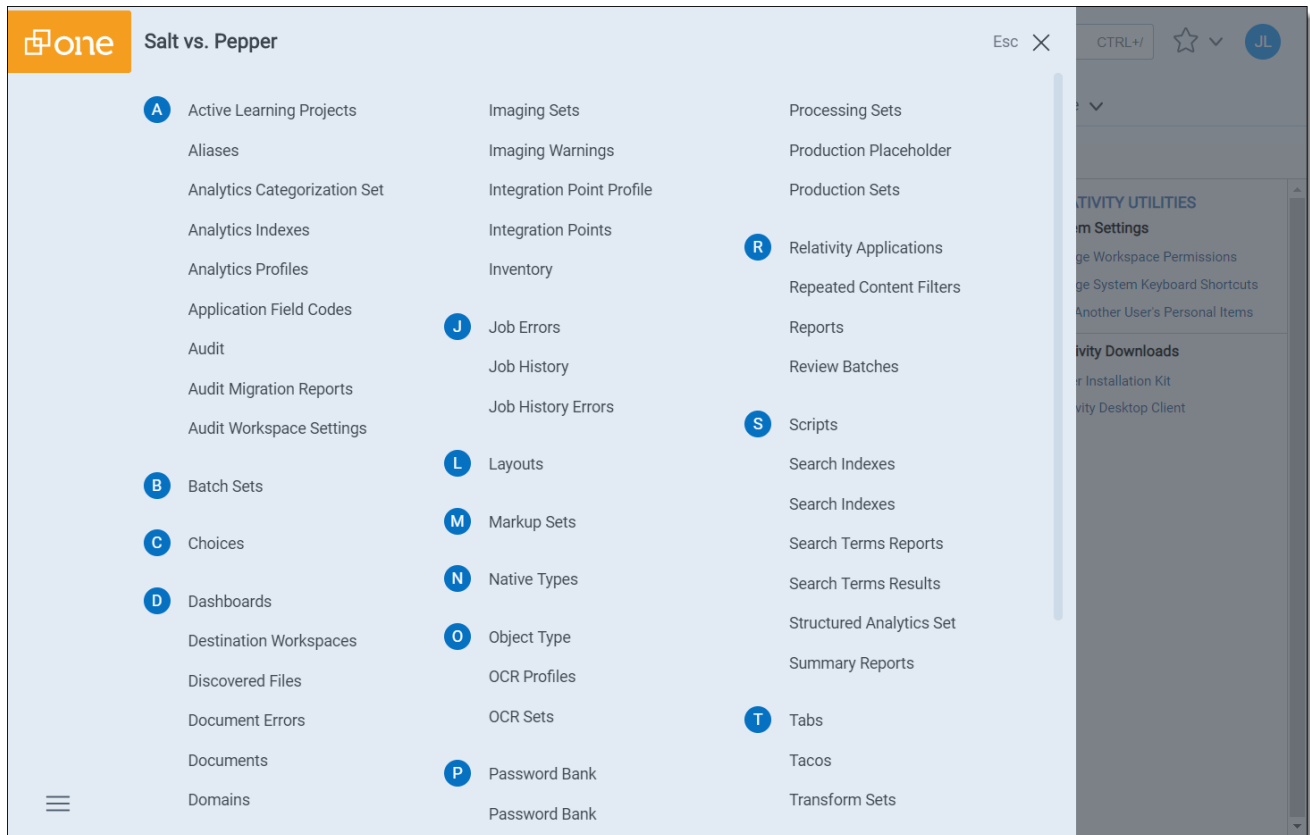 one
Salt vs. Pepper
Esc
CTRL+/
JL
A
Active Learning Projects
Aliases
Analytics Categorization Set
Analytics Indexes
Analytics Profiles
Application Field Codes
Audit
Audit Migration Reports
Audit Workspace Settings
B
Batch Sets
C
Choices
D
Dashboards
Destination Workspaces
Discovered Files
Document Errors
Documents
Domains
Imaging Sets
Imaging Warnings
Integration Point Profile
Integration Points
Inventory
J
Job Errors
Job History
Job History Errors
L
Layouts
M
Markup Sets
N
Native Types
O
Object Type
OCR Profiles
OCR Sets
P
Password Bank
Password Bank
Processing Sets
Production Placeholder
Production Sets
R
Relativity Applications
Repeated Content Filters
Reports
Review Batches
S
Scripts
Search Indexes
Search Indexes
Search Terms Reports
Search Terms Results
Structured Analytics Set
Summary Reports
T
Tabs
Tacos
Transform Sets
TIVITY UTILITIES
m Settings
ge Workspace Permissions
ge System Keyboard Shortcuts
Another User's Personal Items
ivity Downloads
r Installation Kit
vity Desktop Client